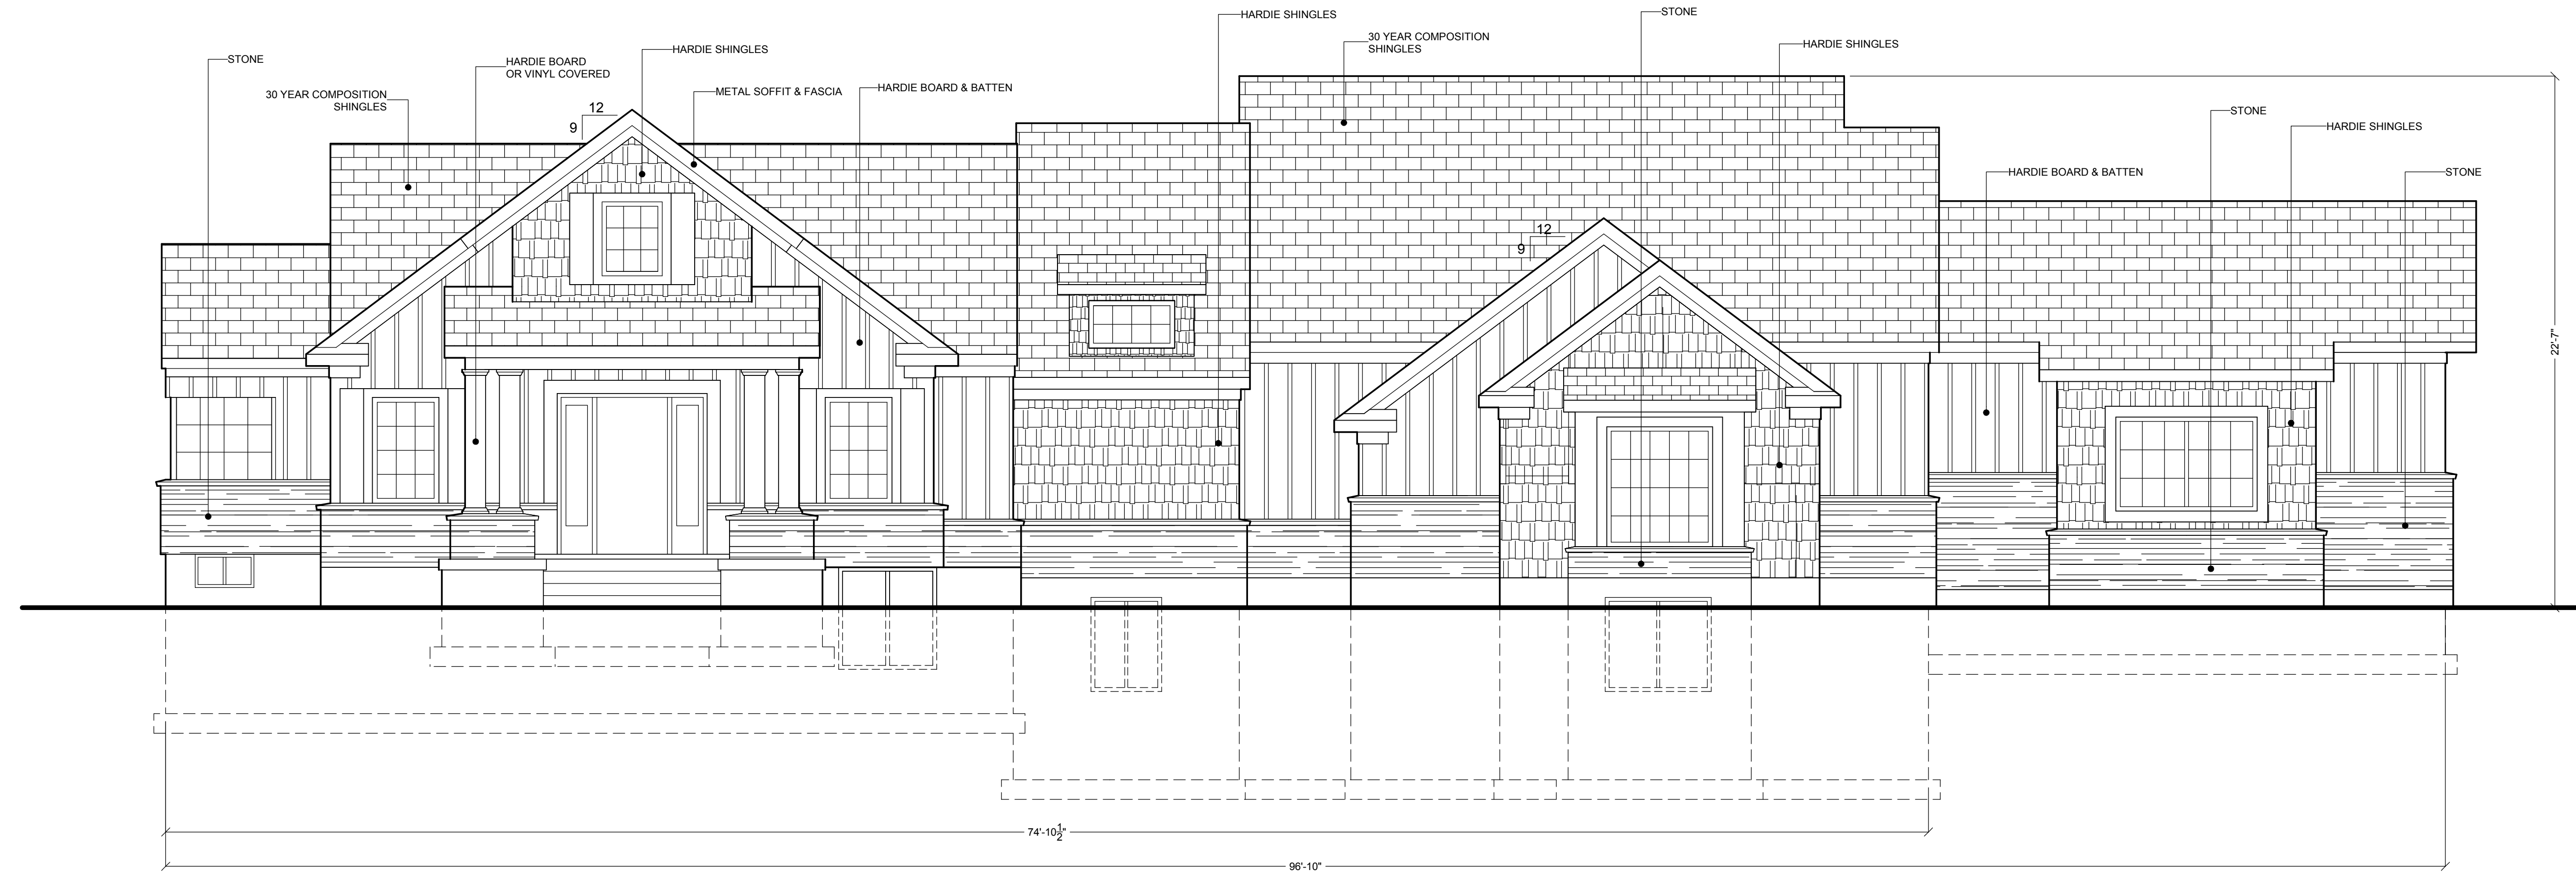 STONE
30 YEAR COMPOSITION
SHINGLES
HARDIE BOARD
OR VINYL COVERED
HARDIE SHINGLES
METAL SOFFIT & FASCIA
HARDIE BOARD & BATTEN
12
9
HARDIE SHINGLES
30 YEAR COMPOSITION
SHINGLES
STONE
HARDIE SHINGLES
12
9
HARDIE BOARD & BATTEN
STONE
HARDIE SHINGLES
STONE
22'-7"
74'-10 1/2"
96'-10"